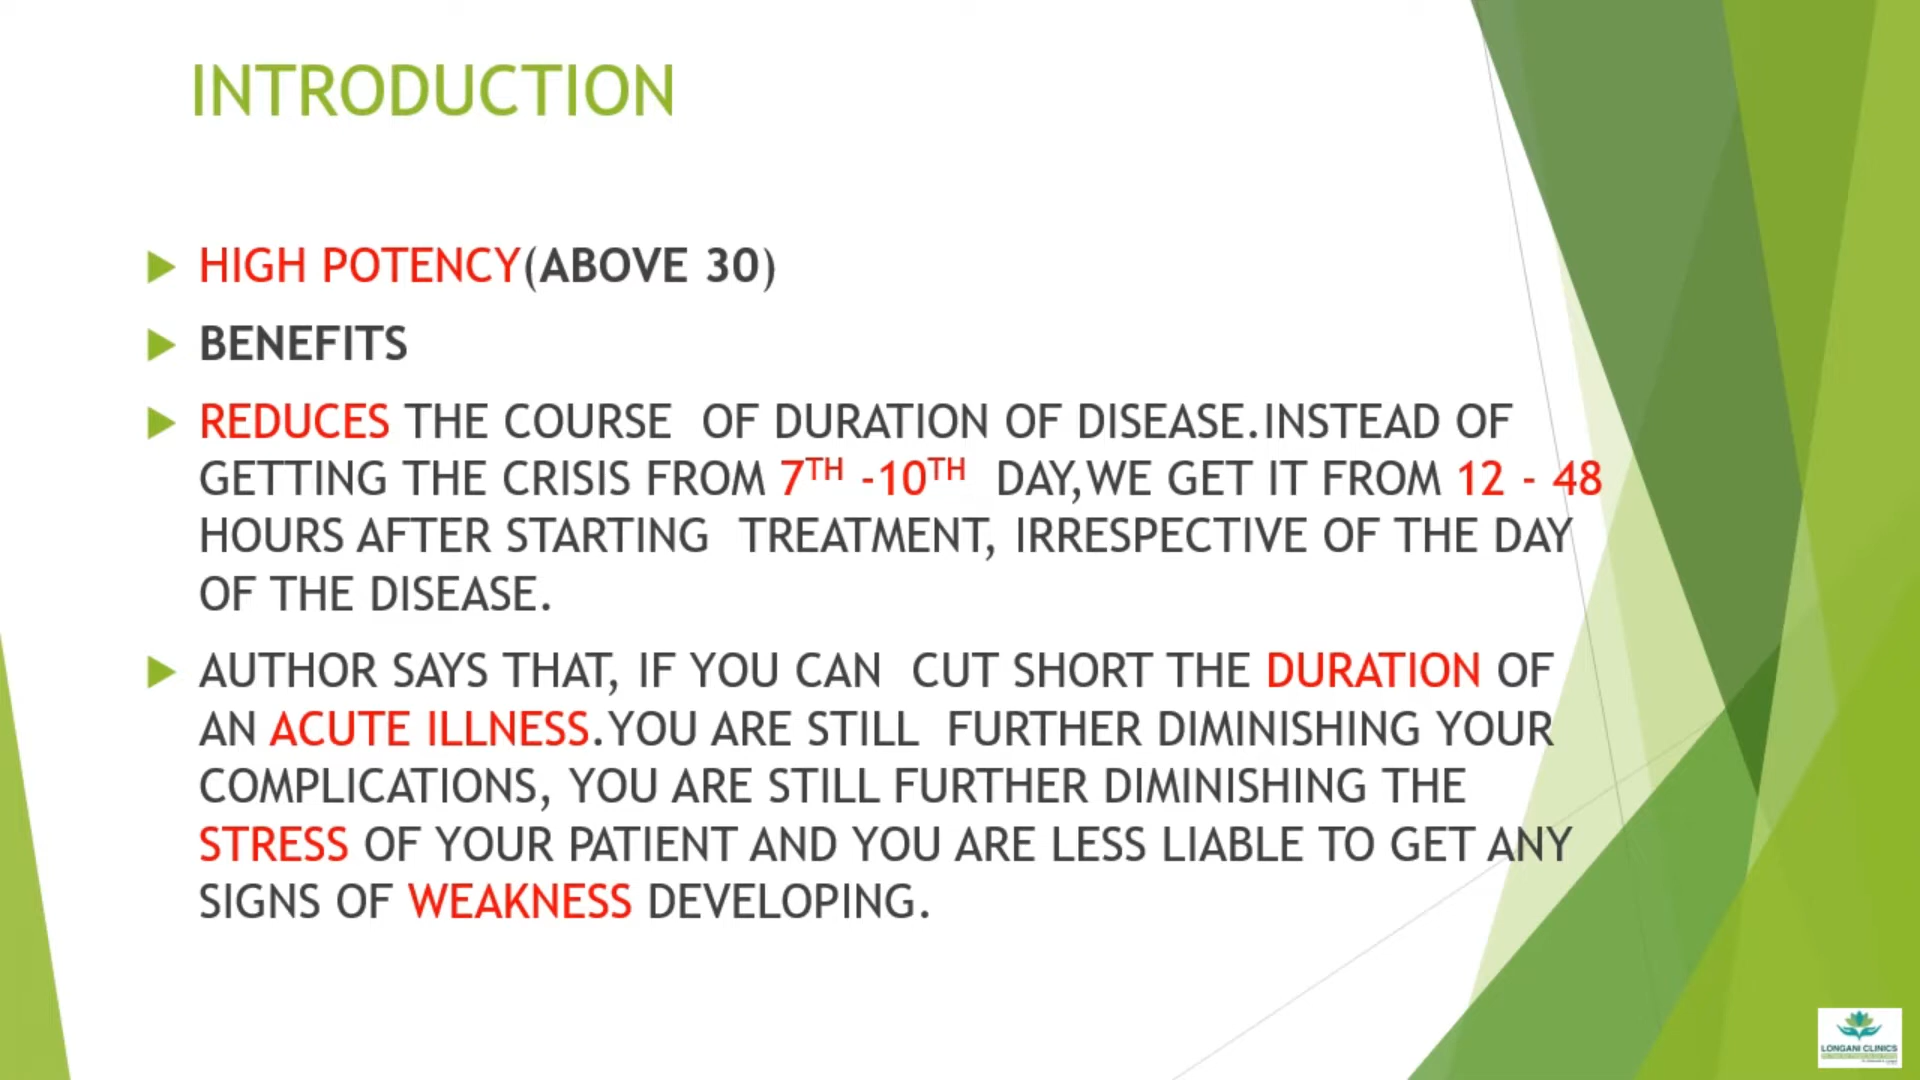 INTRODUCTION
HIGH POTENCY(ABOVE 30)
BENEFITS
REDUCES THE COURSE OF DURATION OF DISEASE.INSTEAD OF
GETTING THE CRISIS FROM 7TH -10TH DAY,WE GET IT FROM 12 - 48
HOURS AFTER STARTING TREATMENT, IRRESPECTIVE OF THE DAY
OF THE DISEASE.
AUTHOR SAYS THAT, IF YOU CAN CUT SHORT THE DURATION OF
AN ACUTE ILLNESS.YOU ARE STILL FURTHER DIMINISHING YOUR
COMPLICATIONS, YOU ARE STILL FURTHER DIMINISHING THE
STRESS OF YOUR PATIENT AND YOU ARE LESS LIABLE TO GET ANY
SIGNS OF WEAKNESS DEVELOPING.
LONGANI CLINICS